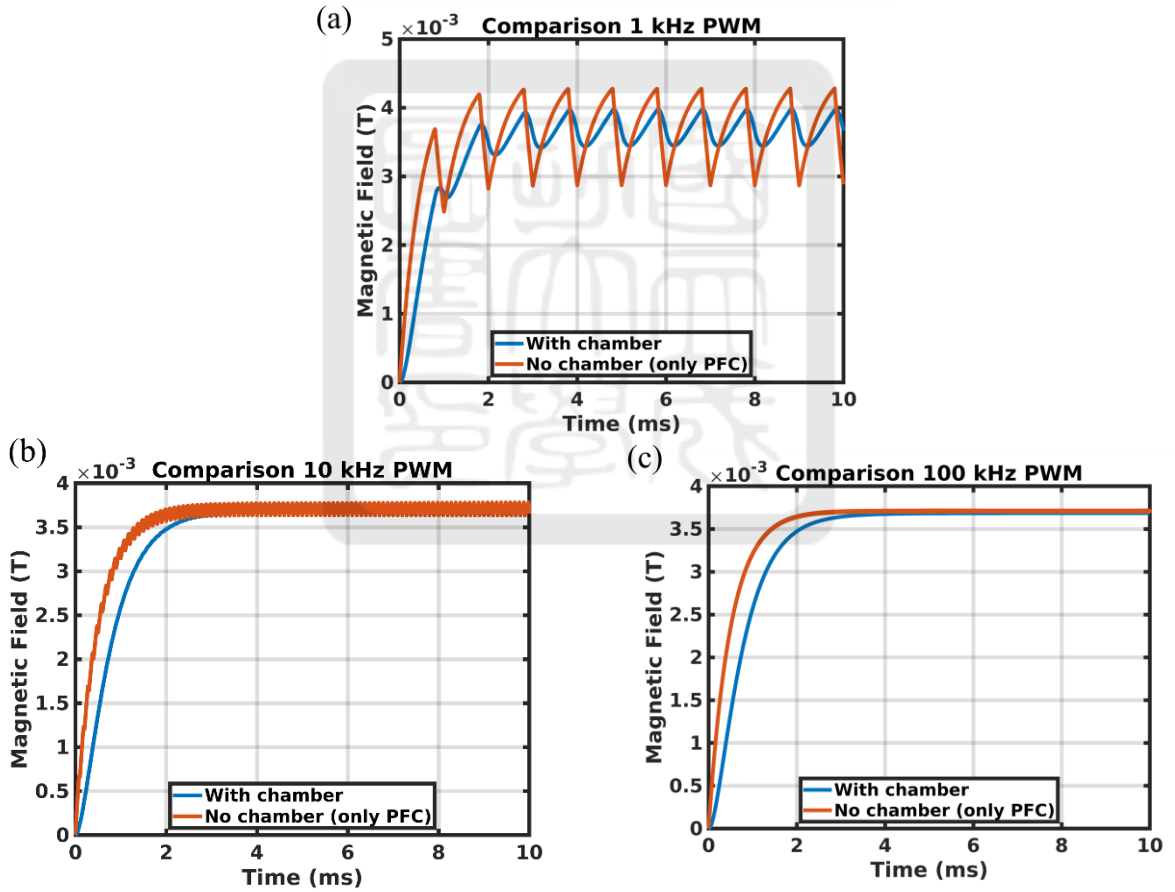 (a)
×10⁻³
Comparison 1 kHz PWM
5
4
3
2
1
0
Magnetic Field (T)
With chamber
No chamber (only PFC)
0 2 4 6 8 10
Time (ms)
(b)
×10⁻³
Comparison 10 kHz PWM
4
3.5
3
2.5
2
1.5
1
0.5
0
Magnetic Field (T)
With chamber
No chamber (only PFC)
0 2 4 6 8 10
Time (ms)
(c)
×10⁻³
Comparison 100 kHz PWM
4
3.5
3
2.5
2
1.5
1
0.5
0
Magnetic Field (T)
With chamber
No chamber (only PFC)
0 2 4 6 8 10
Time (ms)